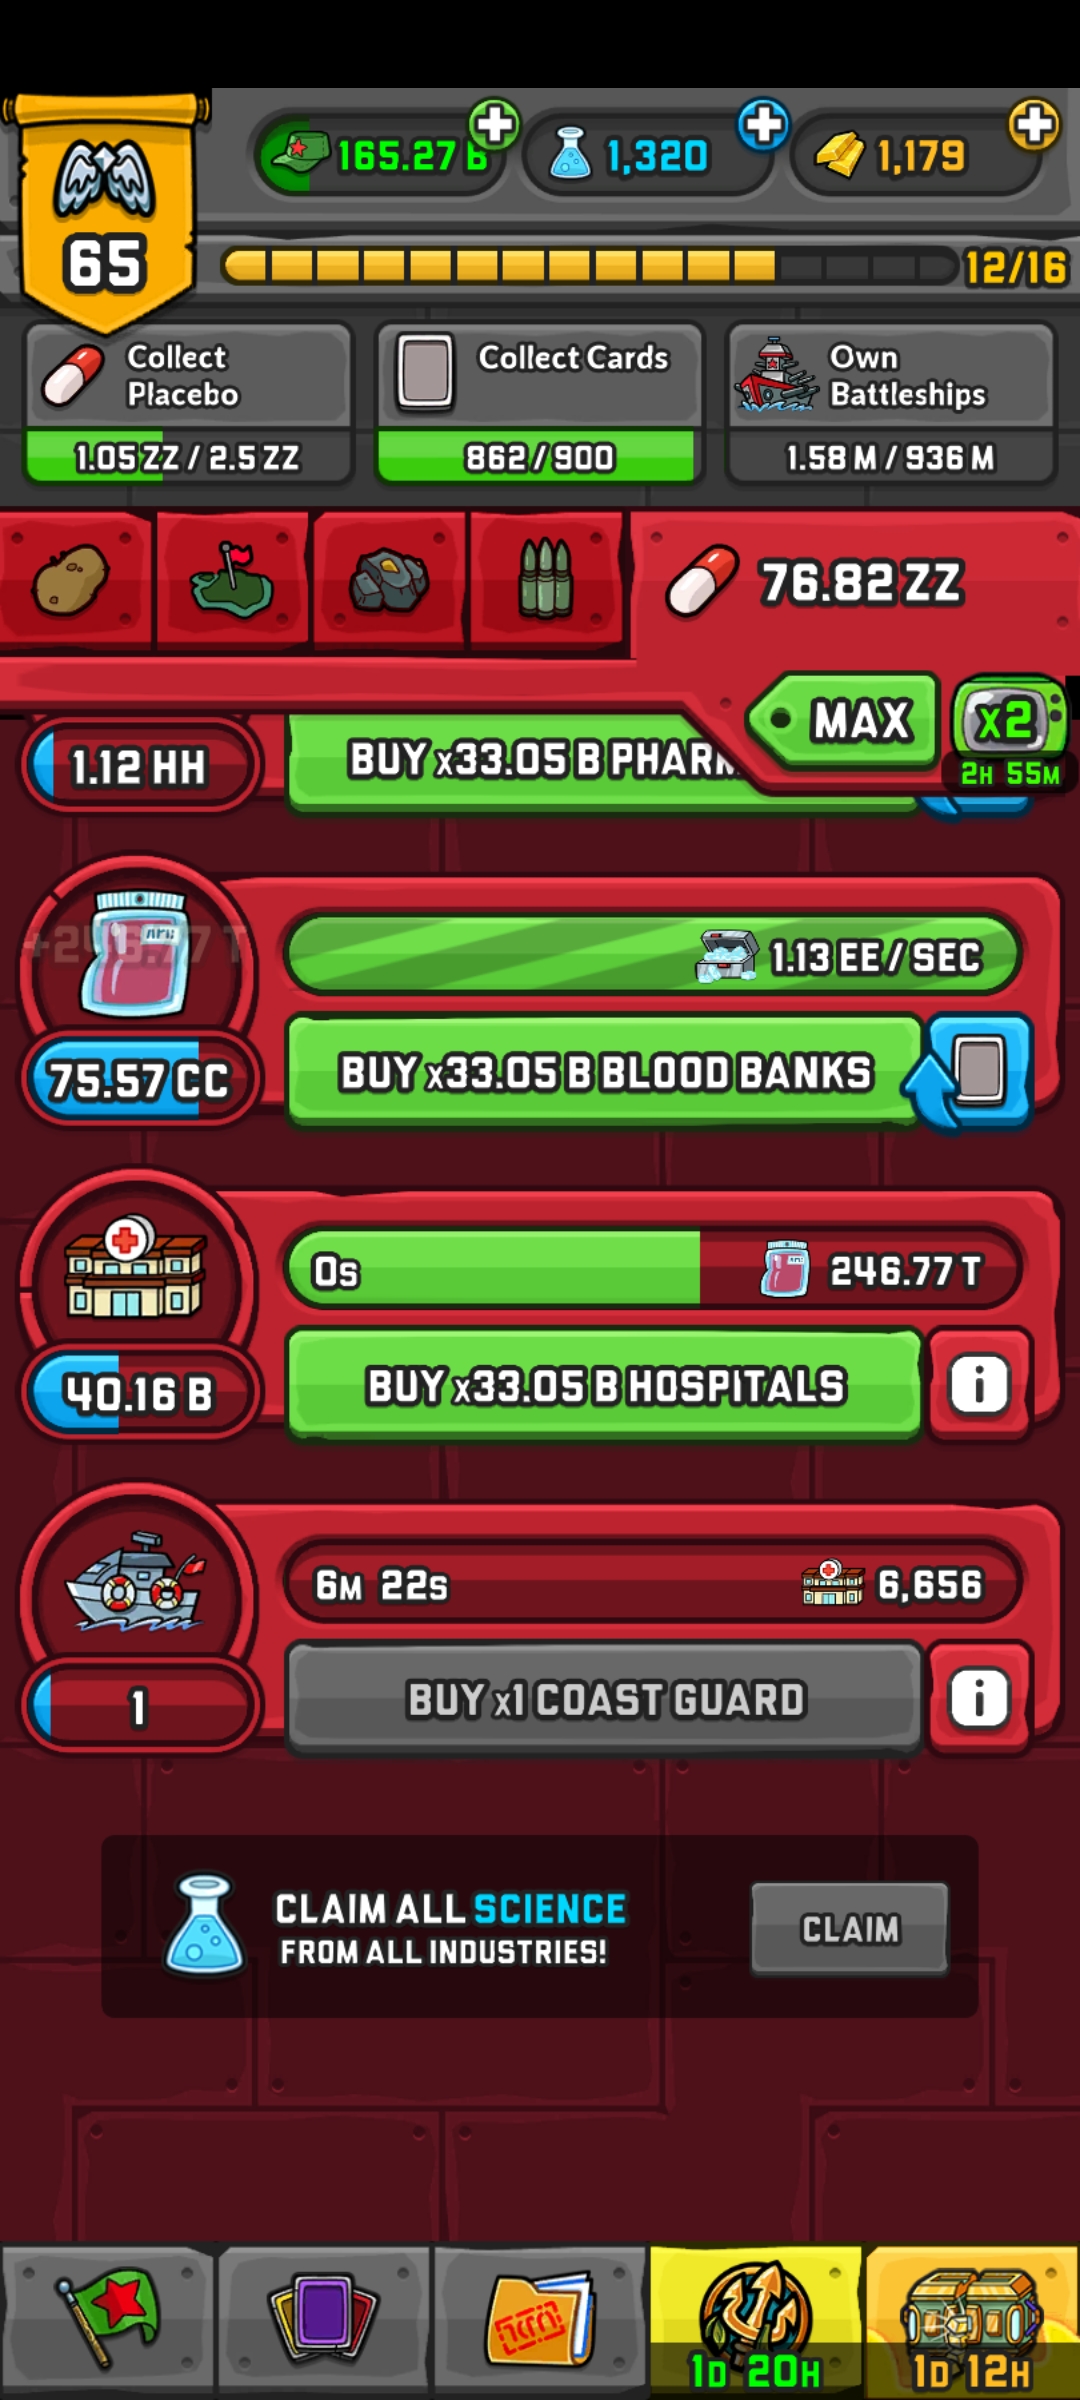 65
165.27 B
1,320
1,179
12/16
Collect
Placebo
1.05 ZZ / 2.5 ZZ
Collect Cards
862/900
Own
Battleships
1.58 M / 936 M
76.82 ZZ
MAX
x2
2H 55M
1.12 HH
BUY x33.05 B PHARM
+246.77 T
1.13 EE / SEC
75.57 CC
BUY x33.05 B BLOOD BANKS
0s
246.77 T
40.16 B
BUY x33.05 B HOSPITALS
i
6M 22s
6,656
1
BUY x1 COAST GUARD
i
CLAIM ALL SCIENCE
FROM ALL INDUSTRIES!
CLAIM
1D 20H
1D 12H